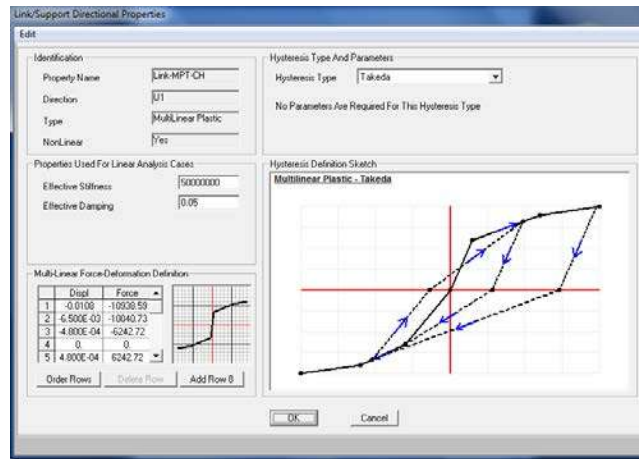 Link/Support Directional Properties
Edit
Identification
Property Name Link-MPT-CH
Direction U1
Type MultiLinear Plastic
NonLinear Yes
Hysteresis Type And Parameters
Hysteresis Type Takeda
No Parameters Are Required For This Hysteresis Type
Properties Used For Linear Analysis Cases
Effective Stiffness 50000000
Effective Damping 0.05
Hysteresis Definition Sketch
Multilinear Plastic - Takeda
Multi-Linear Force-Deformation Definition
Displ Force
1 -0.0108 -10938.59
2 -6.500E-03 -10040.73
3 -4.800E-04 -6242.72
4 0. 0.
5 4.800E-04 6242.72
Order Rows Delete Row Add Row 8
OK Cancel